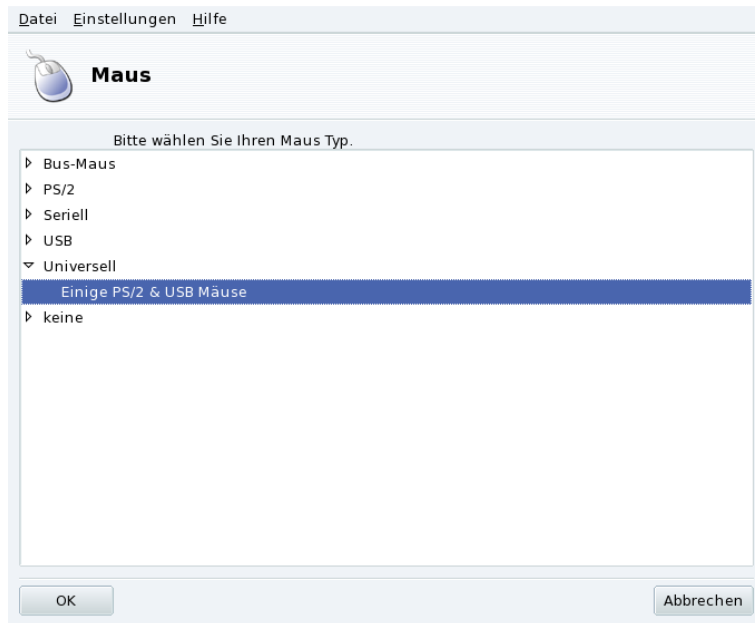 Datei Einstellungen Hilfe
Maus
Bitte wählen Sie Ihren Maus Typ.
Bus-Maus
PS/2
Seriell
USB
Universell
Einige PS/2 & USB Mäuse
keine
OK Abbrechen